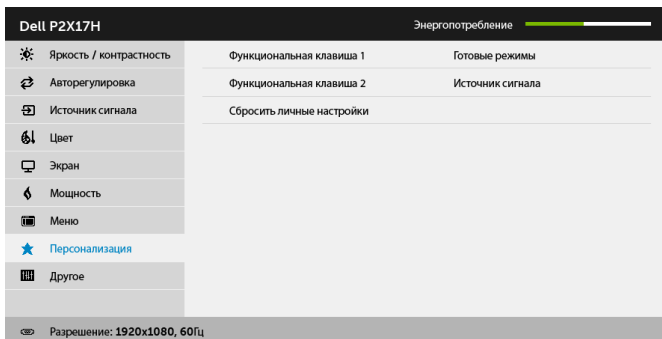 Dell P2X17H Энергопотребление
Яркость / контрастность Функциональная клавиша 1 Готовые режимы
Авторегулировка Функциональная клавиша 2 Источник сигнала
Источник сигнала Сбросить личные настройки
Цвет
Экран
Мощность
Меню
Персонализация
Другое
Разрешение: 1920x1080, 60Гц